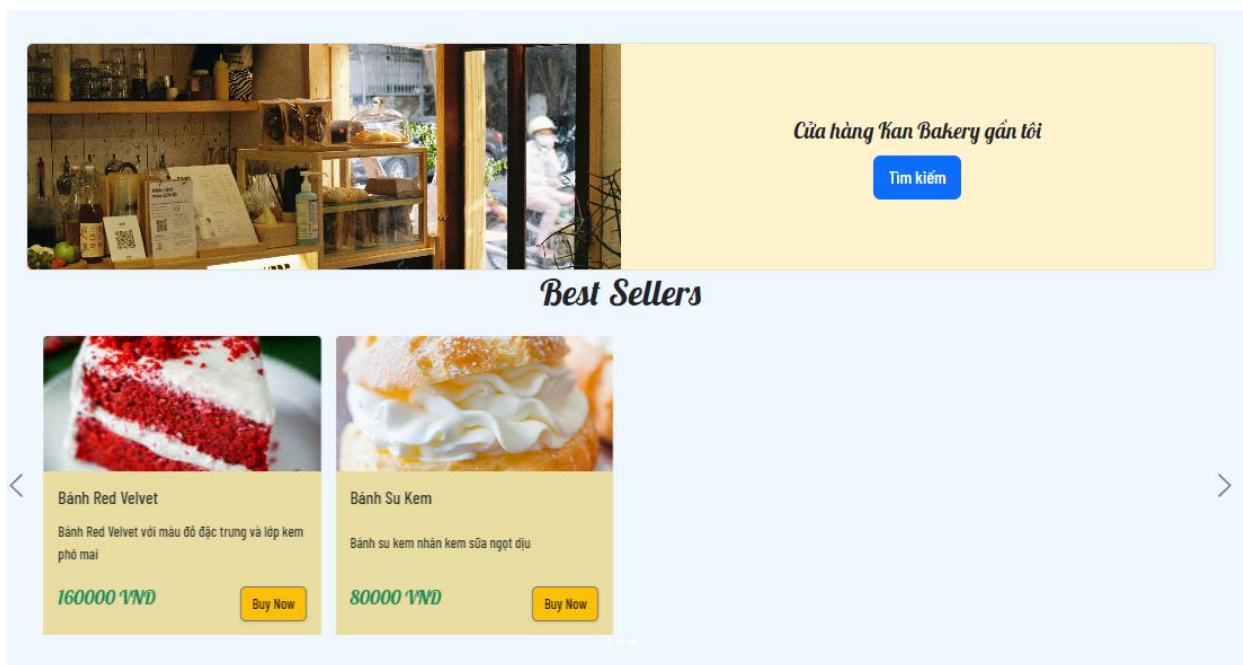 Cửa hàng Kan Bakery gần tôi
Tìm kiếm
Best Sellers
Bánh Red Velvet
Bánh Red Velvet với màu đỏ đặc trưng và lớp kem
phô mai
160000 VND
Buy Now
Bánh Su Kem
Bánh su kem nhân kem sữa ngọt dịu
80000 VND
Buy Now